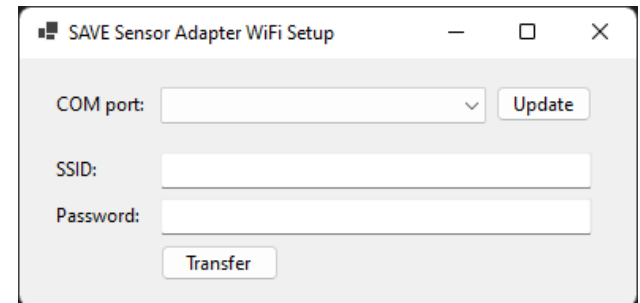 SAVE Sensor Adapter WiFi Setup
COM port: Update
SSID:
Password:
Transfer